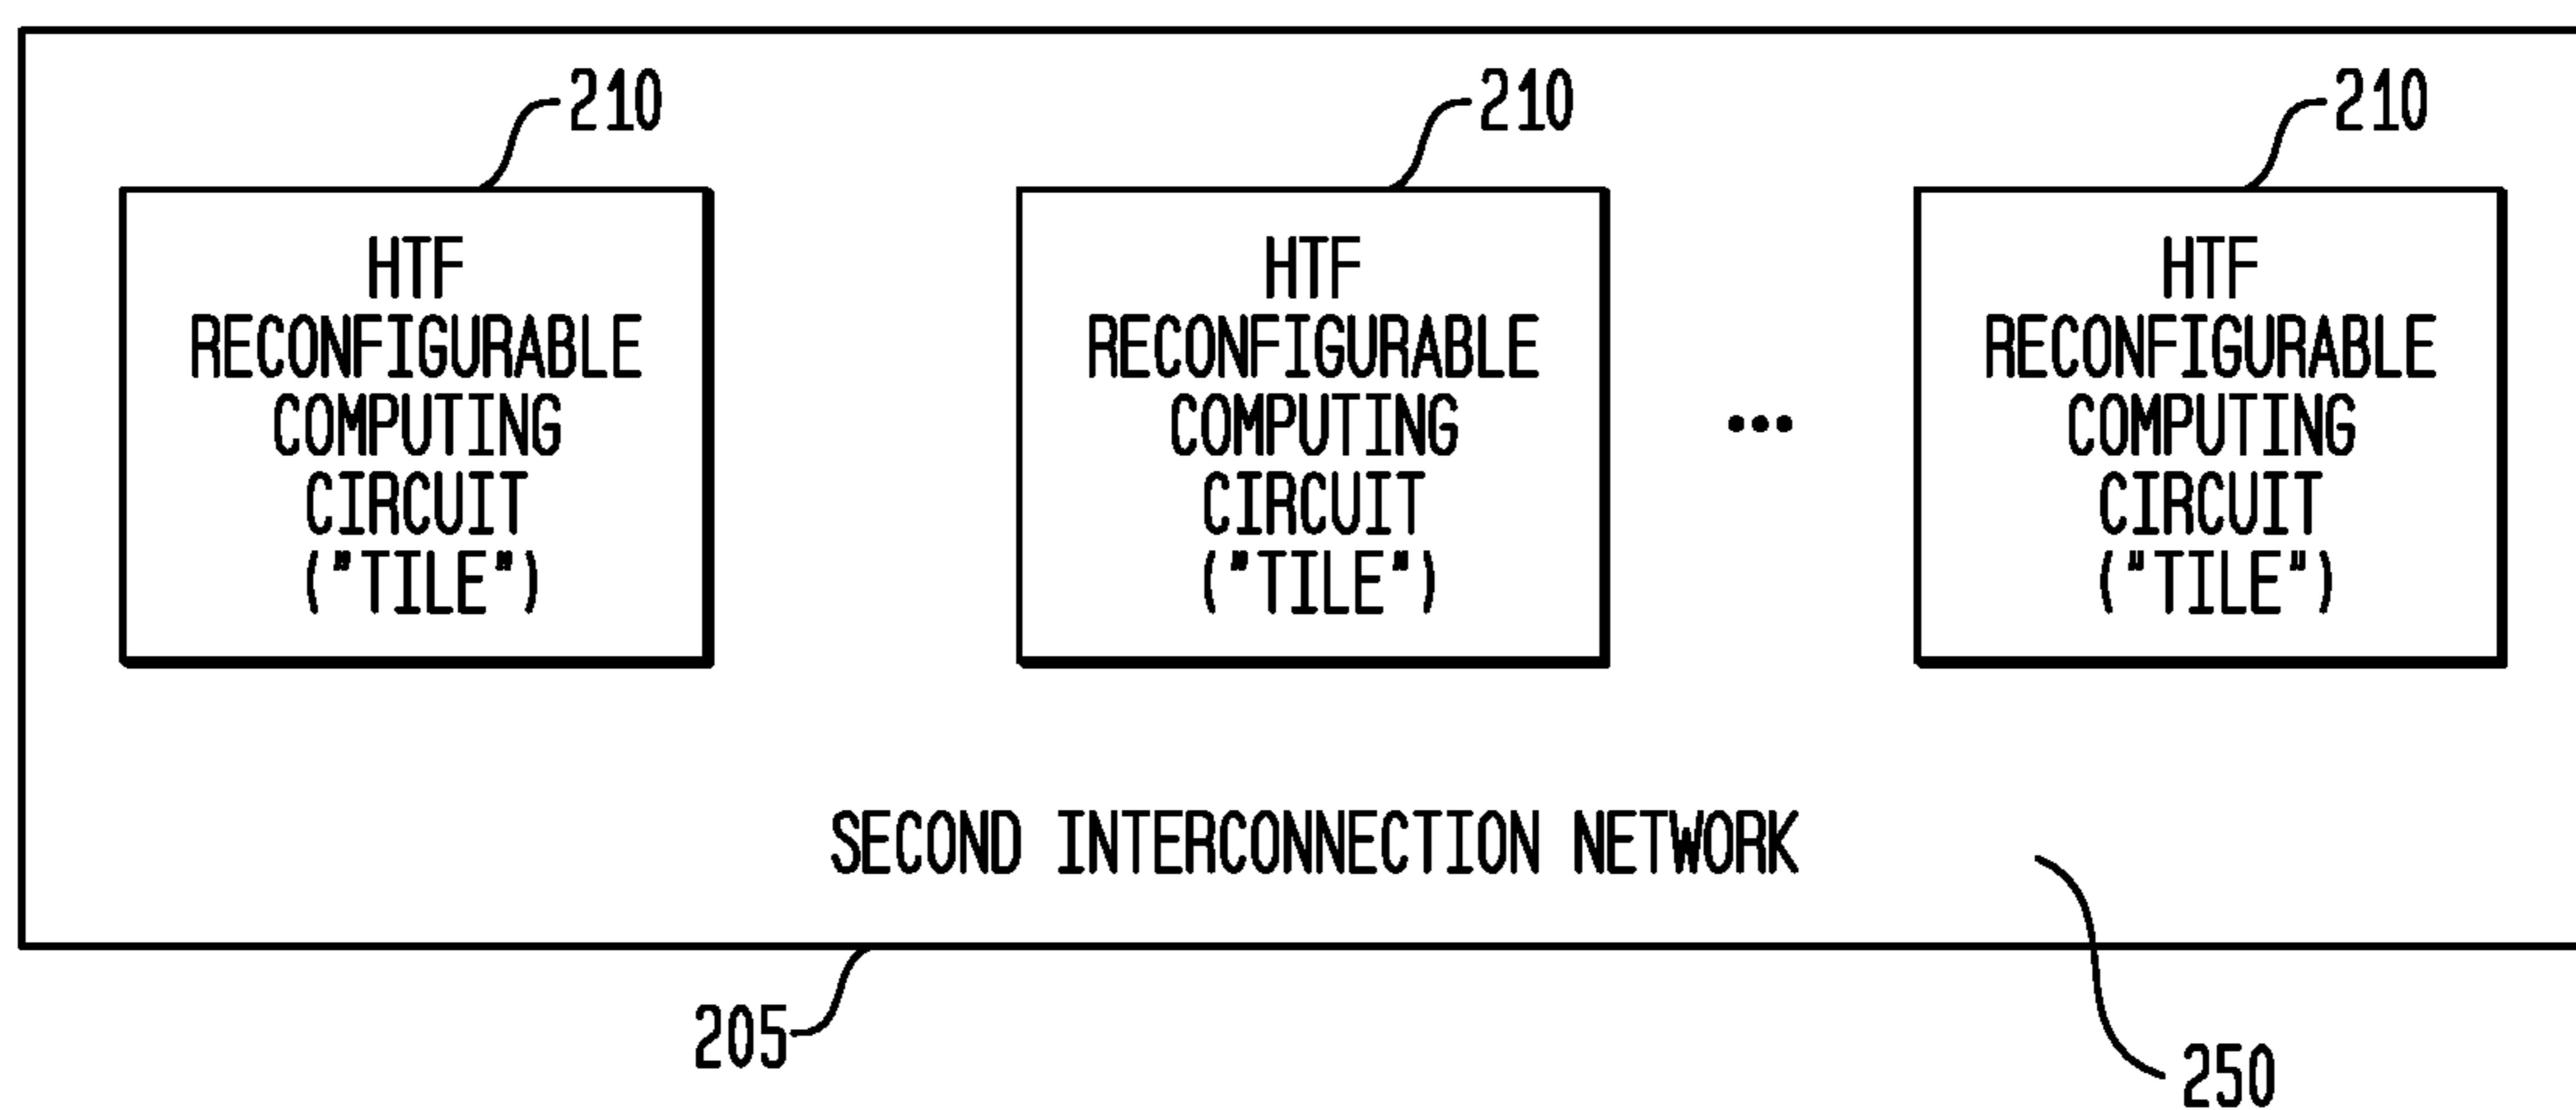 210
210
210
HTF
RECONFIGURABLE
COMPUTING
CIRCUIT
("TILE")
HTF
RECONFIGURABLE
COMPUTING
CIRCUIT
("TILE")
...
HTF
RECONFIGURABLE
COMPUTING
CIRCUIT
("TILE")
SECOND INTERCONNECTION NETWORK
205
250